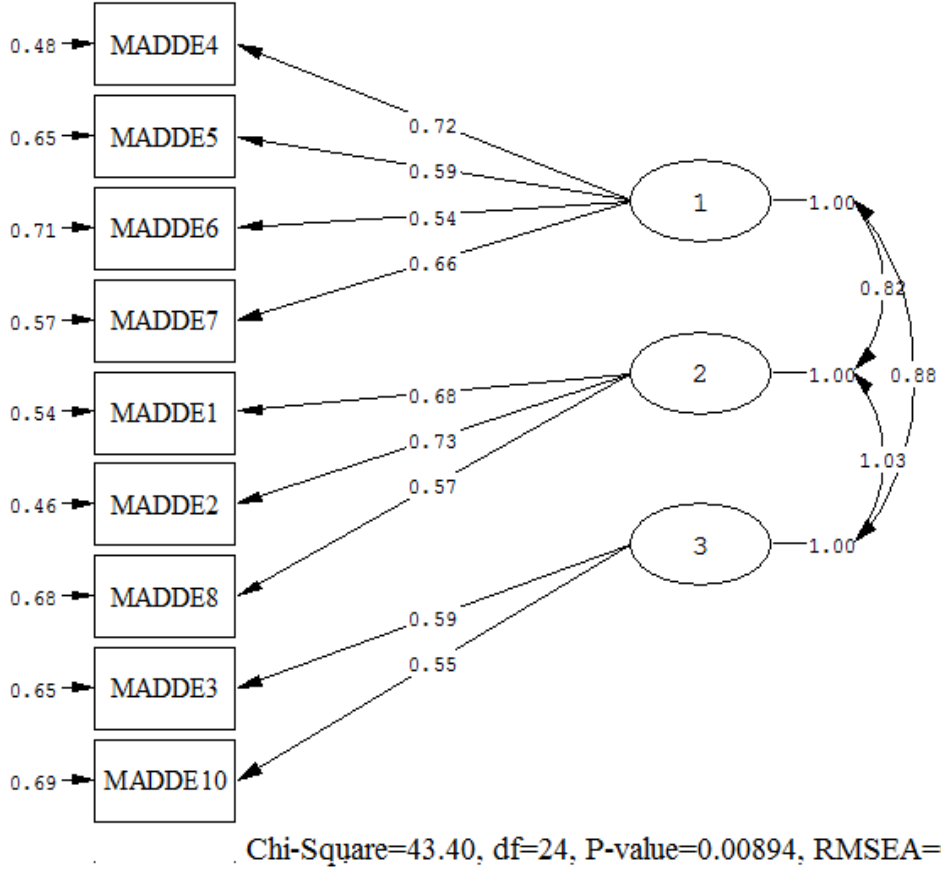 0.48 MADDE4
0.72
0.65 MADDE5
0.59
1 1.00
0.71 MADDE6
0.54
0.66
0.82
0.57 MADDE7
2 1.00 0.88
0.54 MADDE1
0.68
0.73
1.03
0.57
0.46 MADDE2
3 1.00
0.68 MADDE8
0.59
0.55
0.65 MADDE3
0.69 MADDE10
Chi-Square=43.40, df=24, P-value=0.00894, RMSEA=